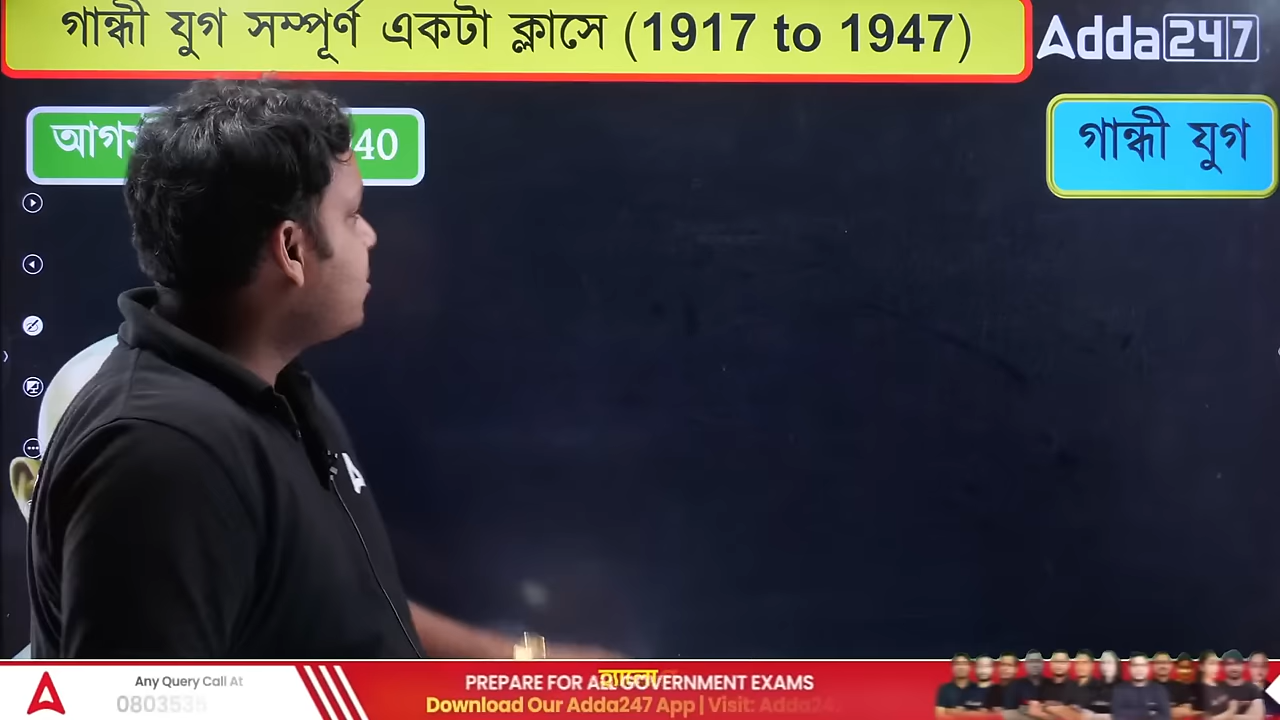 গান্ধী যুগ সম্পূর্ণ একটা ক্লাসে (1917 to 1947)
Adda247
40
গান্ধী যুগ
Any Query Call At
PREPARE FOR ALL GOVERNMENT EXAMS
Download Our Adda247 App | Visit: